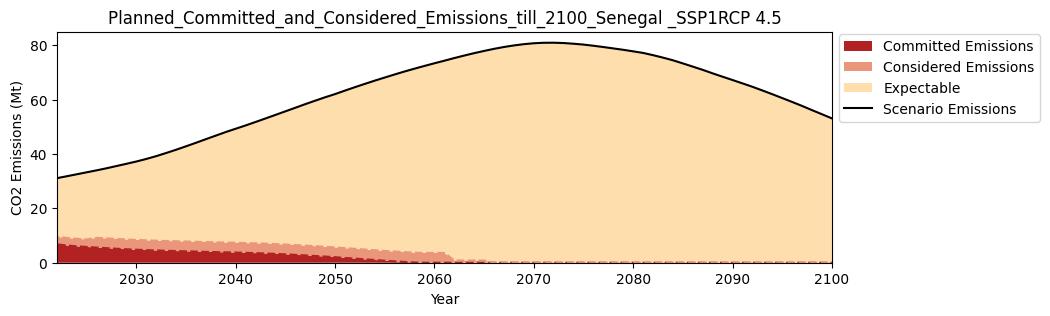 Planned_Committed_and_Considered_Emissions_till_2100_Senegal _SSP1RCP 4.5
CO2 Emissions (Mt)
80
60
40
20
0
2030 2040 2050 2060 2070 2080 2090 2100
Year
Committed Emissions
Considered Emissions
Expectable
Scenario Emissions